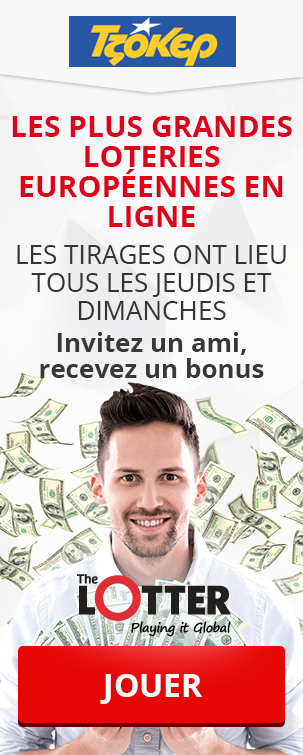 Τζόκερ
LES PLUS GRANDES
LOTERIES
EUROPÉENNES EN
LIGNE
LES TIRAGES ONT LIEU
TOUS LES JEUDIS ET
DIMANCHES
Invitez un ami,
recevez un bonus
The
LOTTER
Playing it Global
JOUER